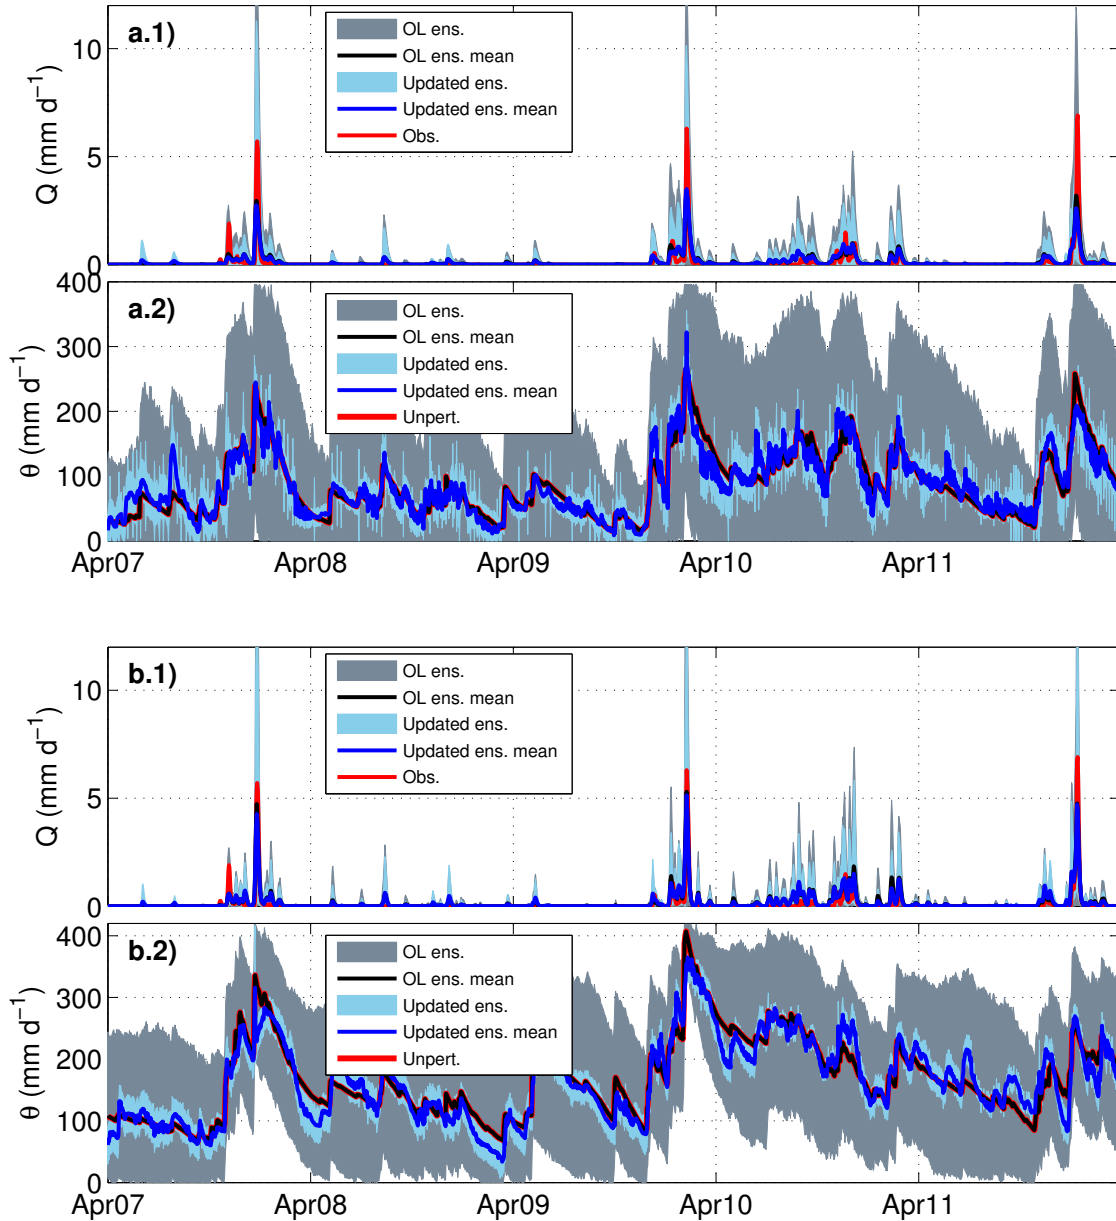 a.1)
OL ens.
OL ens. mean
Updated ens.
Updated ens. mean
Obs.
Q (mm d⁻¹)
10
5
0
a.2)
OL ens.
OL ens. mean
Updated ens.
Updated ens. mean
Unpert.
θ (mm d⁻¹)
400
300
200
100
0
Apr07 Apr08 Apr09 Apr10 Apr11
b.1)
OL ens.
OL ens. mean
Updated ens.
Updated ens. mean
Obs.
Q (mm d⁻¹)
10
5
0
b.2)
OL ens.
OL ens. mean
Updated ens.
Updated ens. mean
Unpert.
θ (mm d⁻¹)
400
300
200
100
0
Apr07 Apr08 Apr09 Apr10 Apr11